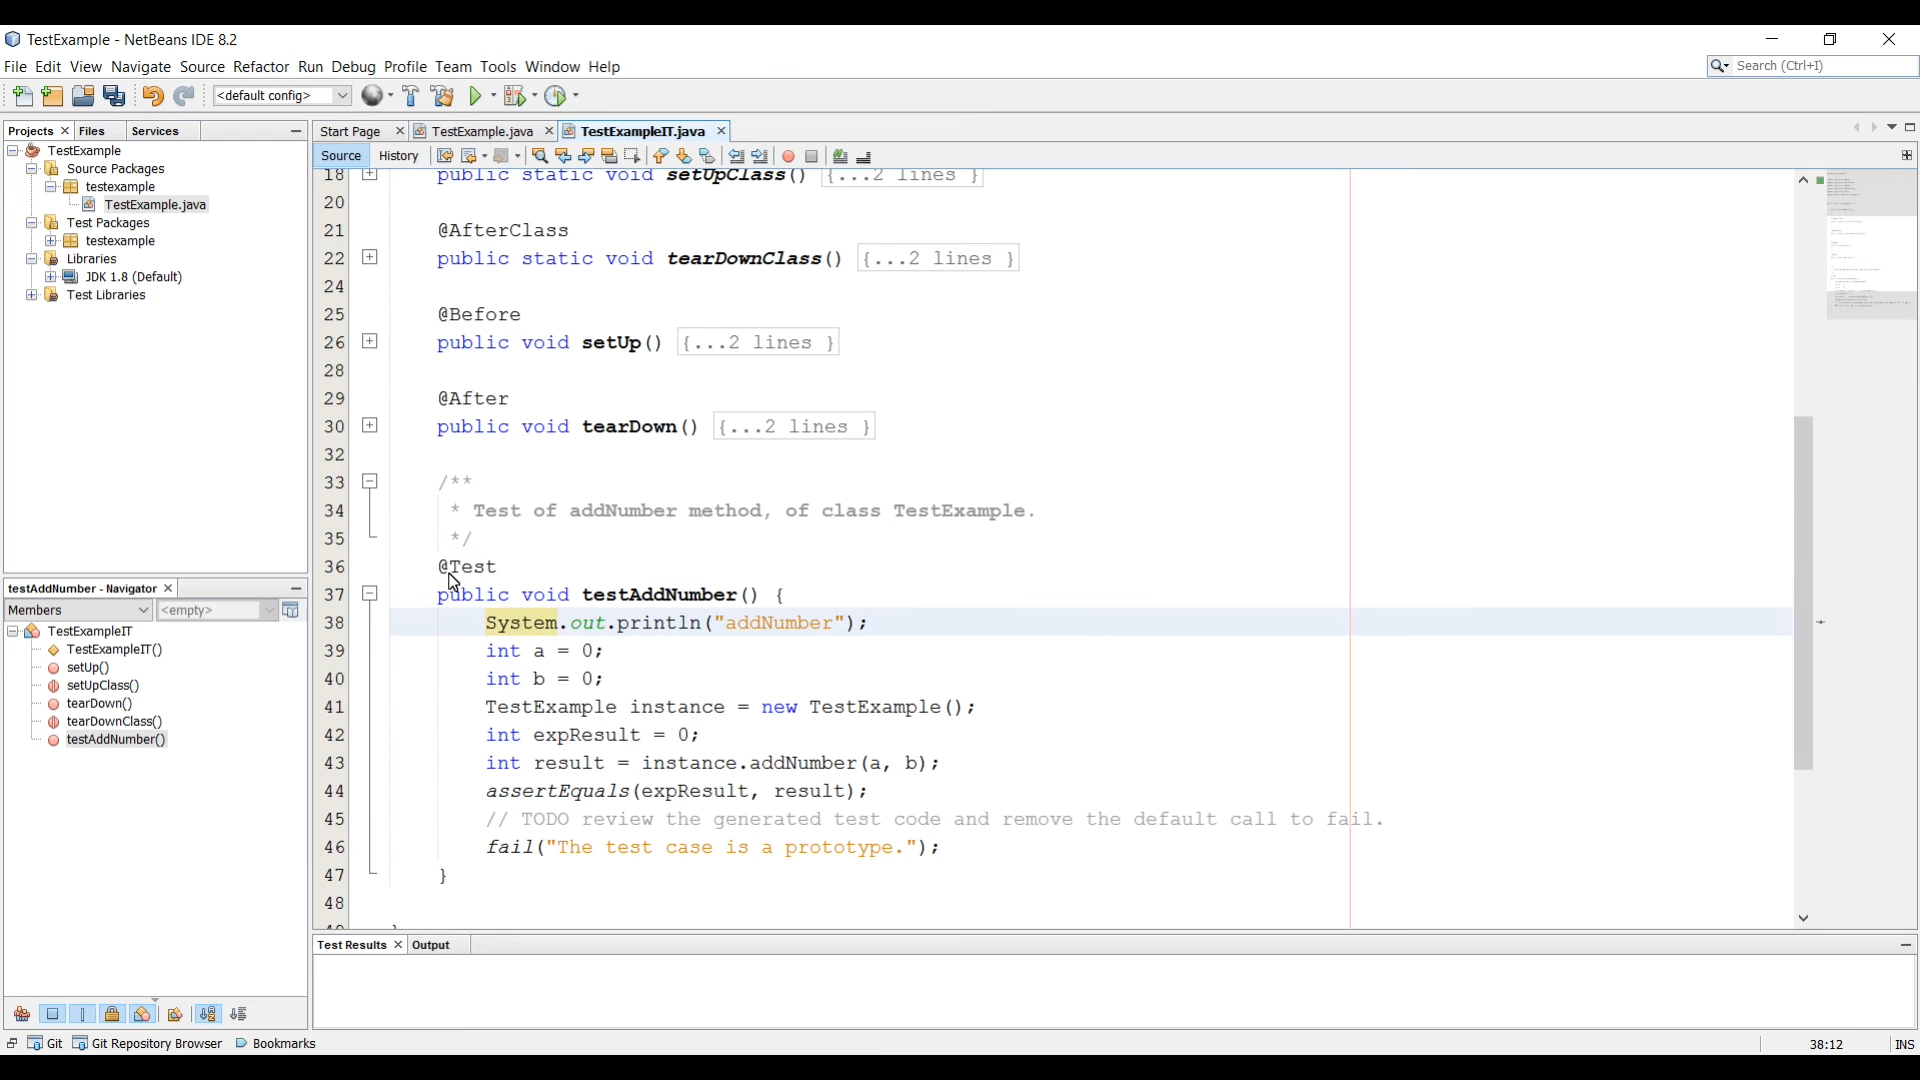 TestExample - NetBeans IDE 8.2
File Edit View Navigate Source Refactor Run Debug Profile Team Tools Window Help
Search (Ctrl+I)
<default config>
Projects Files Services
Start Page TestExample.java TestExampleIT.java
Source History
TestExample
Source Packages
testexample
TestExample.java
Test Packages
testexample
Libraries
JDK 1.8 (Default)
Test Libraries
18 public static void setUpClass() {...2 lines }
20
21 @AfterClass
22 public static void tearDownClass() {...2 lines }
24
25 @Before
26 public void setUp() {...2 lines }
28
29 @After
30 public void tearDown() {...2 lines }
32
33 /**
34 * Test of addNumber method, of class TestExample.
35 */
36 @Test
37 public void testAddNumber() {
38 System.out.println("addNumber");
39 int a = 0;
40 int b = 0;
41 TestExample instance = new TestExample();
42 int expResult = 0;
43 int result = instance.addNumber(a, b);
44 assertEquals(expResult, result);
45 // TODO review the generated test code and remove the default call to fail.
46 fail("The test case is a prototype.");
47 }
48
testAddNumber - Navigator
Members <empty>
TestExampleIT
TestExampleIT()
setUp()
setUpClass()
tearDown()
tearDownClass()
testAddNumber()
Test Results Output
Git Git Repository Browser Bookmarks
38:12 INS